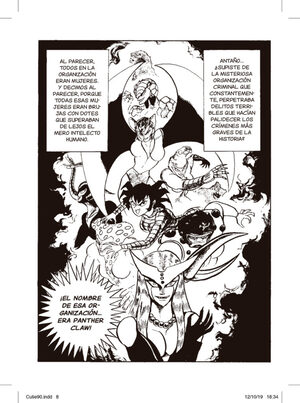 ANTAÑO...
¡¿SUPISTE DE
LA MISTERIOSA
ORGANIZACIÓN
CRIMINAL QUE
CONSTANTEMEN-
TE, PERPETRABA
DELITOS TERRI-
BLES QUE HACÍAN
PALIDECER LOS
CRÍMENES MÁS
GRAVES DE LA
HISTORIA?!
AL PARECER,
TODOS EN LA
ORGANIZACIÓN
ERAN MUJERES.
Y DECIMOS AL
PARECER, PORQUE
TODAS ESAS MU-
JERES ERAN BRU-
JAS CON DOTES
QUE SUPERABAN
DE LEJOS EL
MERO INTELECTO
HUMANO.
¡EL NOMBRE
DE ESA OR-
GANIZACIÓN...
ERA PANTHER
CLAW!
Cutie90.indd 8
12/10/19 16:34